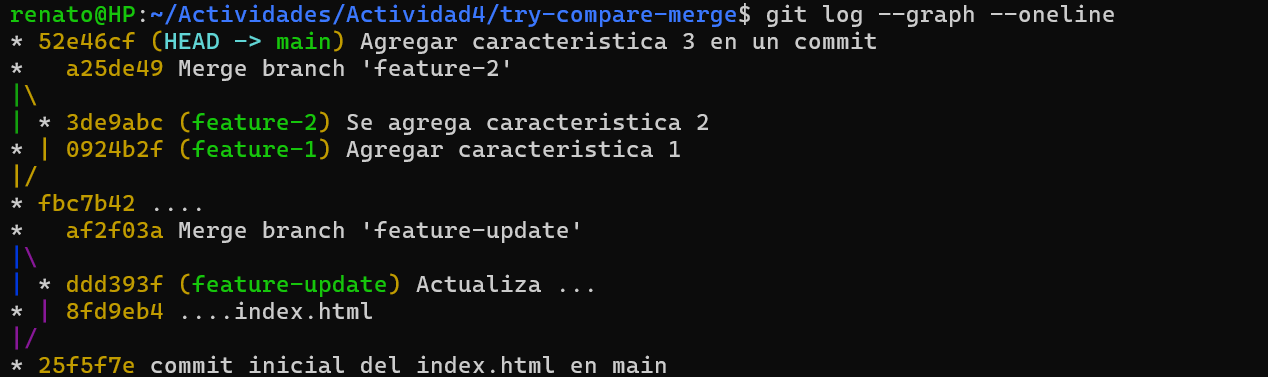 renato@HP:~/Actividades/Actividad4/try-compare-merge$ git log --graph --oneline
* 52e46cf (HEAD -> main) Agregar caracteristica 3 en un commit
*   a25de49 Merge branch 'feature-2'
|\
| * 3de9abc (feature-2) Se agrega caracteristica 2
* | 0924b2f (feature-1) Agregar caracteristica 1
|/
* fbc7b42 ....
*   af2f03a Merge branch 'feature-update'
|\
| * ddd393f (feature-update) Actualiza ...
* | 8fd9eb4 ....index.html
|/
* 25f5f7e commit inicial del index.html en main